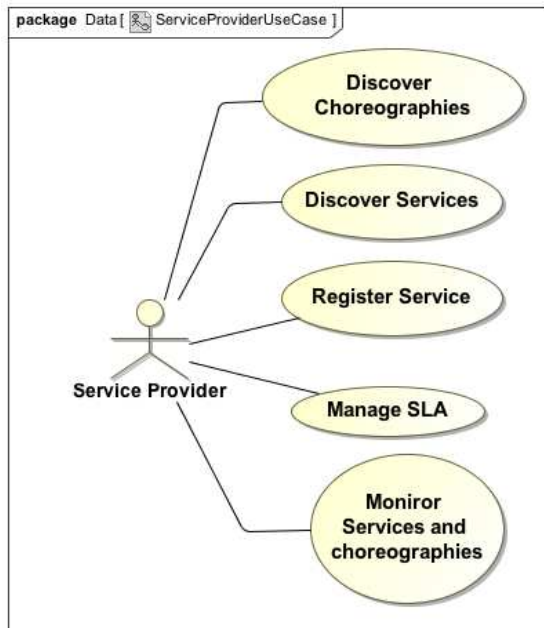 package Data [ ServiceProviderUseCase ]
Discover
Choreographies
Discover Services
Register Service
Service Provider
Manage SLA
Moniror
Services and
choreographies